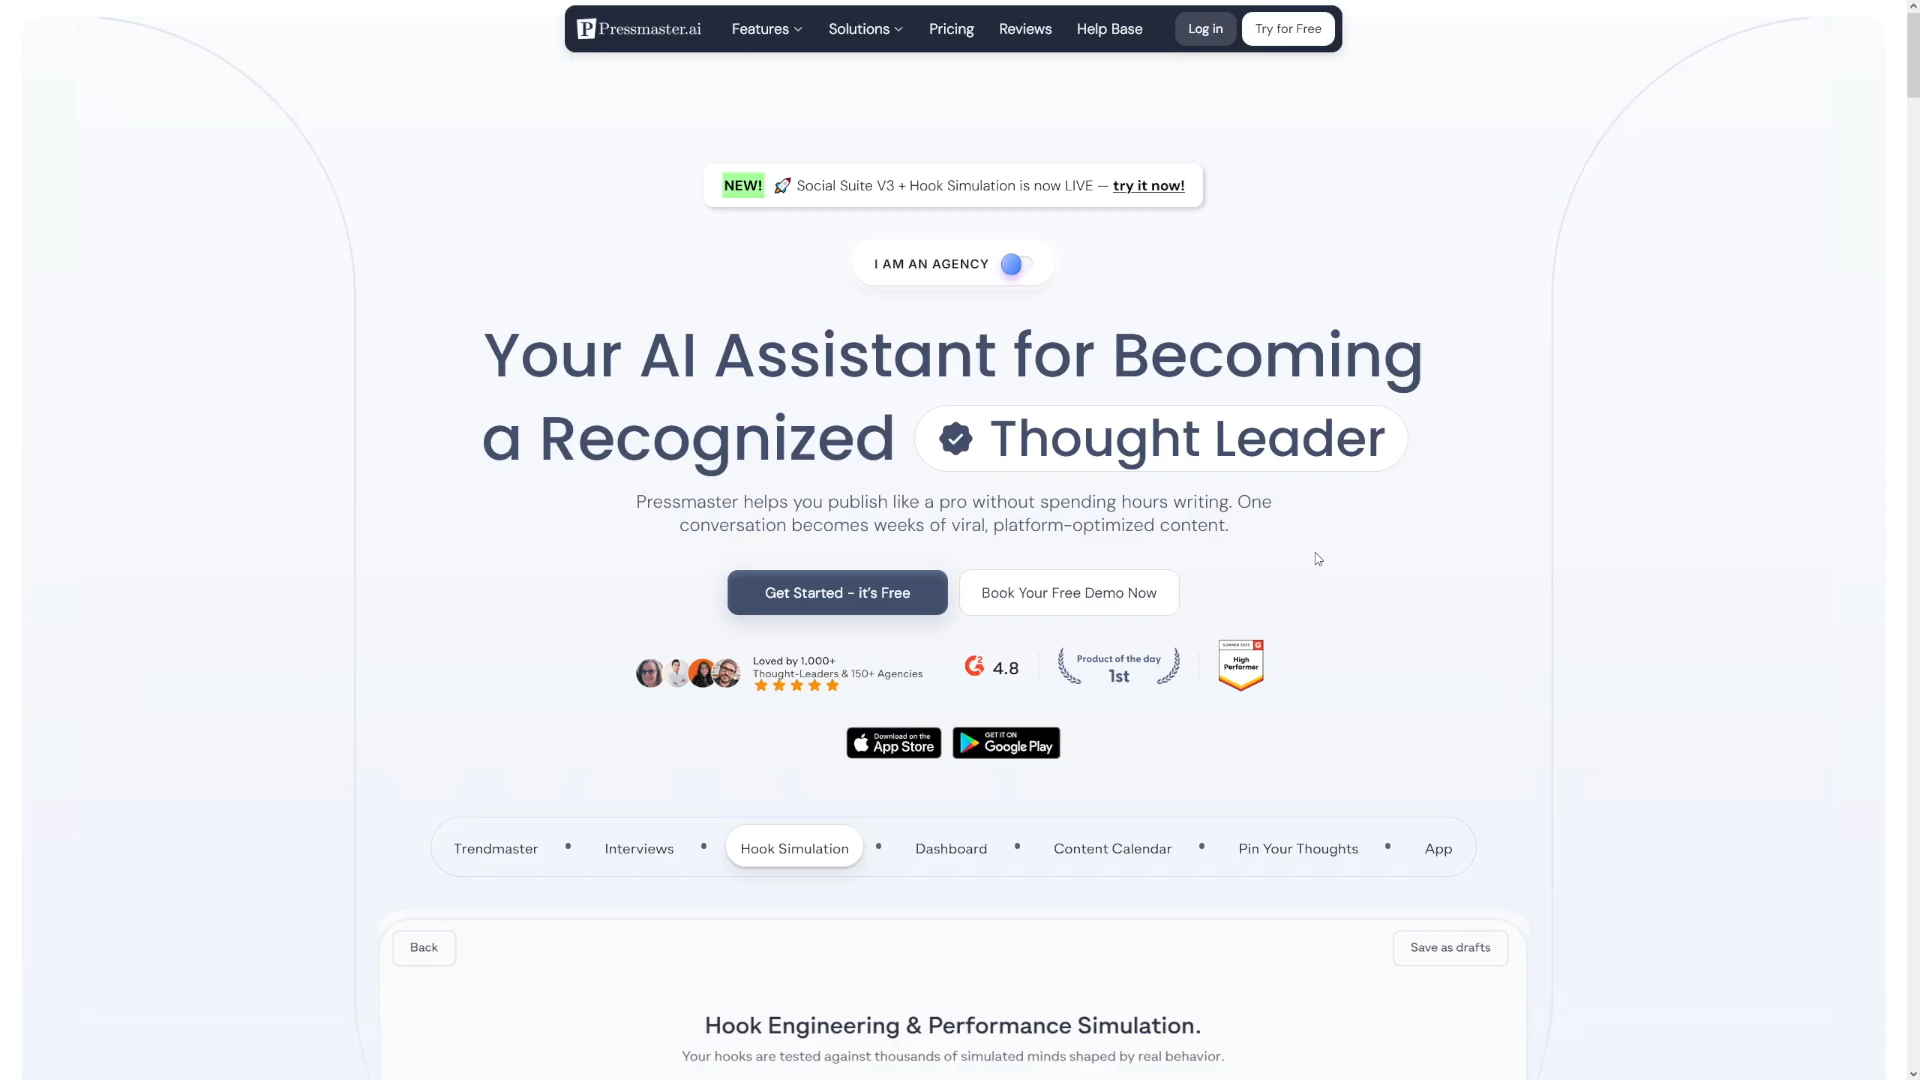 Pressmaster.ai Features Solutions Pricing Reviews Help Base Log in Try for Free
NEW! 🚀 Social Suite V3 + Hook Simulation is now LIVE — try it now!
I AM AN AGENCY
Your AI Assistant for Becoming
a Recognized Thought Leader
Pressmaster helps you publish like a pro without spending hours writing. One
conversation becomes weeks of viral, platform-optimized content.
Get Started - it's Free Book Your Free Demo Now
Loved by 1,000+
Thought-Leaders & 150+ Agencies
4.8
Product of the day
1st
SUMMER 2025
High
Performer
Download on the
App Store
GET IT ON
Google Play
Trendmaster • Interviews • Hook Simulation • Dashboard • Content Calendar • Pin Your Thoughts • App
Back Save as drafts
Hook Engineering & Performance Simulation.
Your hooks are tested against thousands of simulated minds shaped by real behavior.